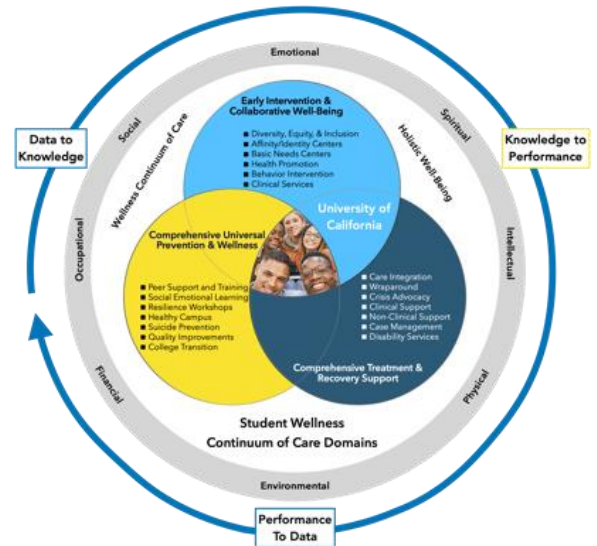 Emotional
Social
Spiritual
Data to
Knowledge
Knowledge to
Performance
Wellness Continuum of Care
Holistic Well-Being
Early Intervention &
Collaborative Well-Being
■ Diversity, Equity, & Inclusion
■ Affinity/Identity Centers
■ Basic Needs Centers
■ Health Promotion
■ Behavior Intervention
■ Clinical Services
University of
California
Occupational
Intellectual
Comprehensive Universal
Prevention & Wellness
■ Peer Support and Training
■ Social Emotional Learning
■ Resilience Workshops
■ Healthy Campus
■ Suicide Prevention
■ Quality Improvements
■ College Transition
■ Care Integration
■ Wraparound
■ Crisis Advocacy
■ Clinical Support
■ Non-Clinical Support
■ Case Management
■ Disability Services
Comprehensive Treatment &
Recovery Support
Financial
Physical
Student Wellness
Continuum of Care Domains
Environmental
Performance
To Data